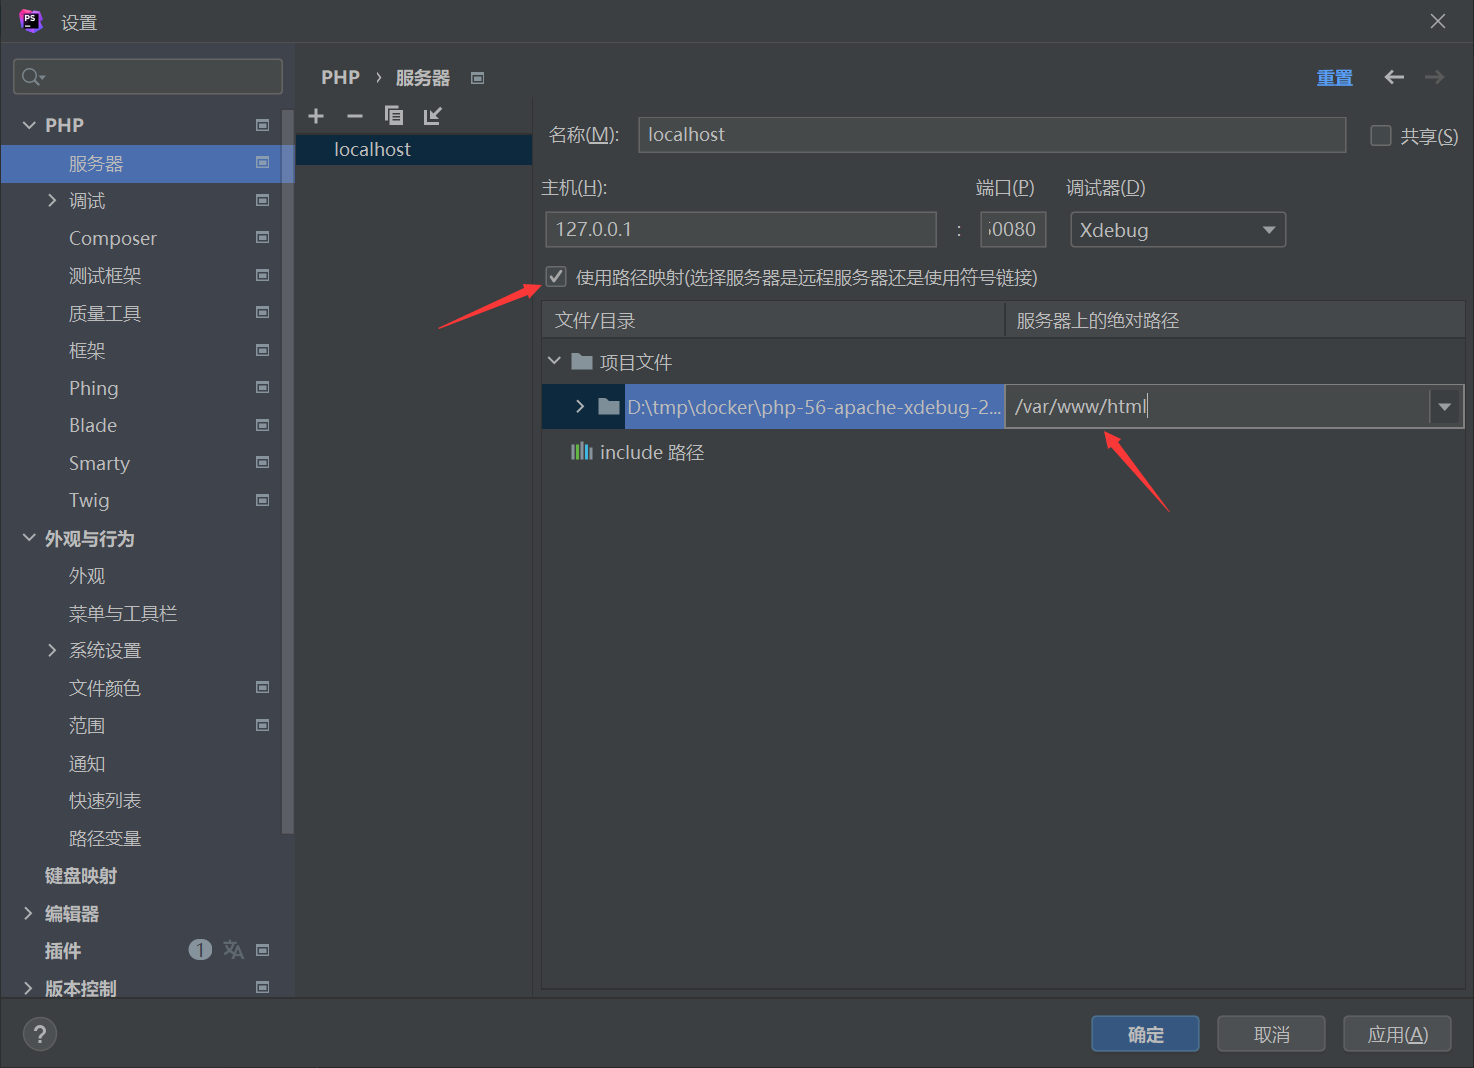 PS
设置
PHP
服务器
调试
Composer
测试框架
质量工具
框架
Phing
Blade
Smarty
Twig
外观与行为
外观
菜单与工具栏
系统设置
文件颜色
范围
通知
快速列表
路径变量
键盘映射
编辑器
插件 1
版本控制
PHP › 服务器
重置
localhost
名称(M): localhost
共享(S)
主机(H): 端口(P) 调试器(D)
127.0.0.1 : 0080 Xdebug
使用路径映射(选择服务器是远程服务器还是使用符号链接)
文件/目录 服务器上的绝对路径
项目文件
D:\tmp\docker\php-56-apache-xdebug-2... /var/www/html
include 路径
?
确定 取消 应用(A)